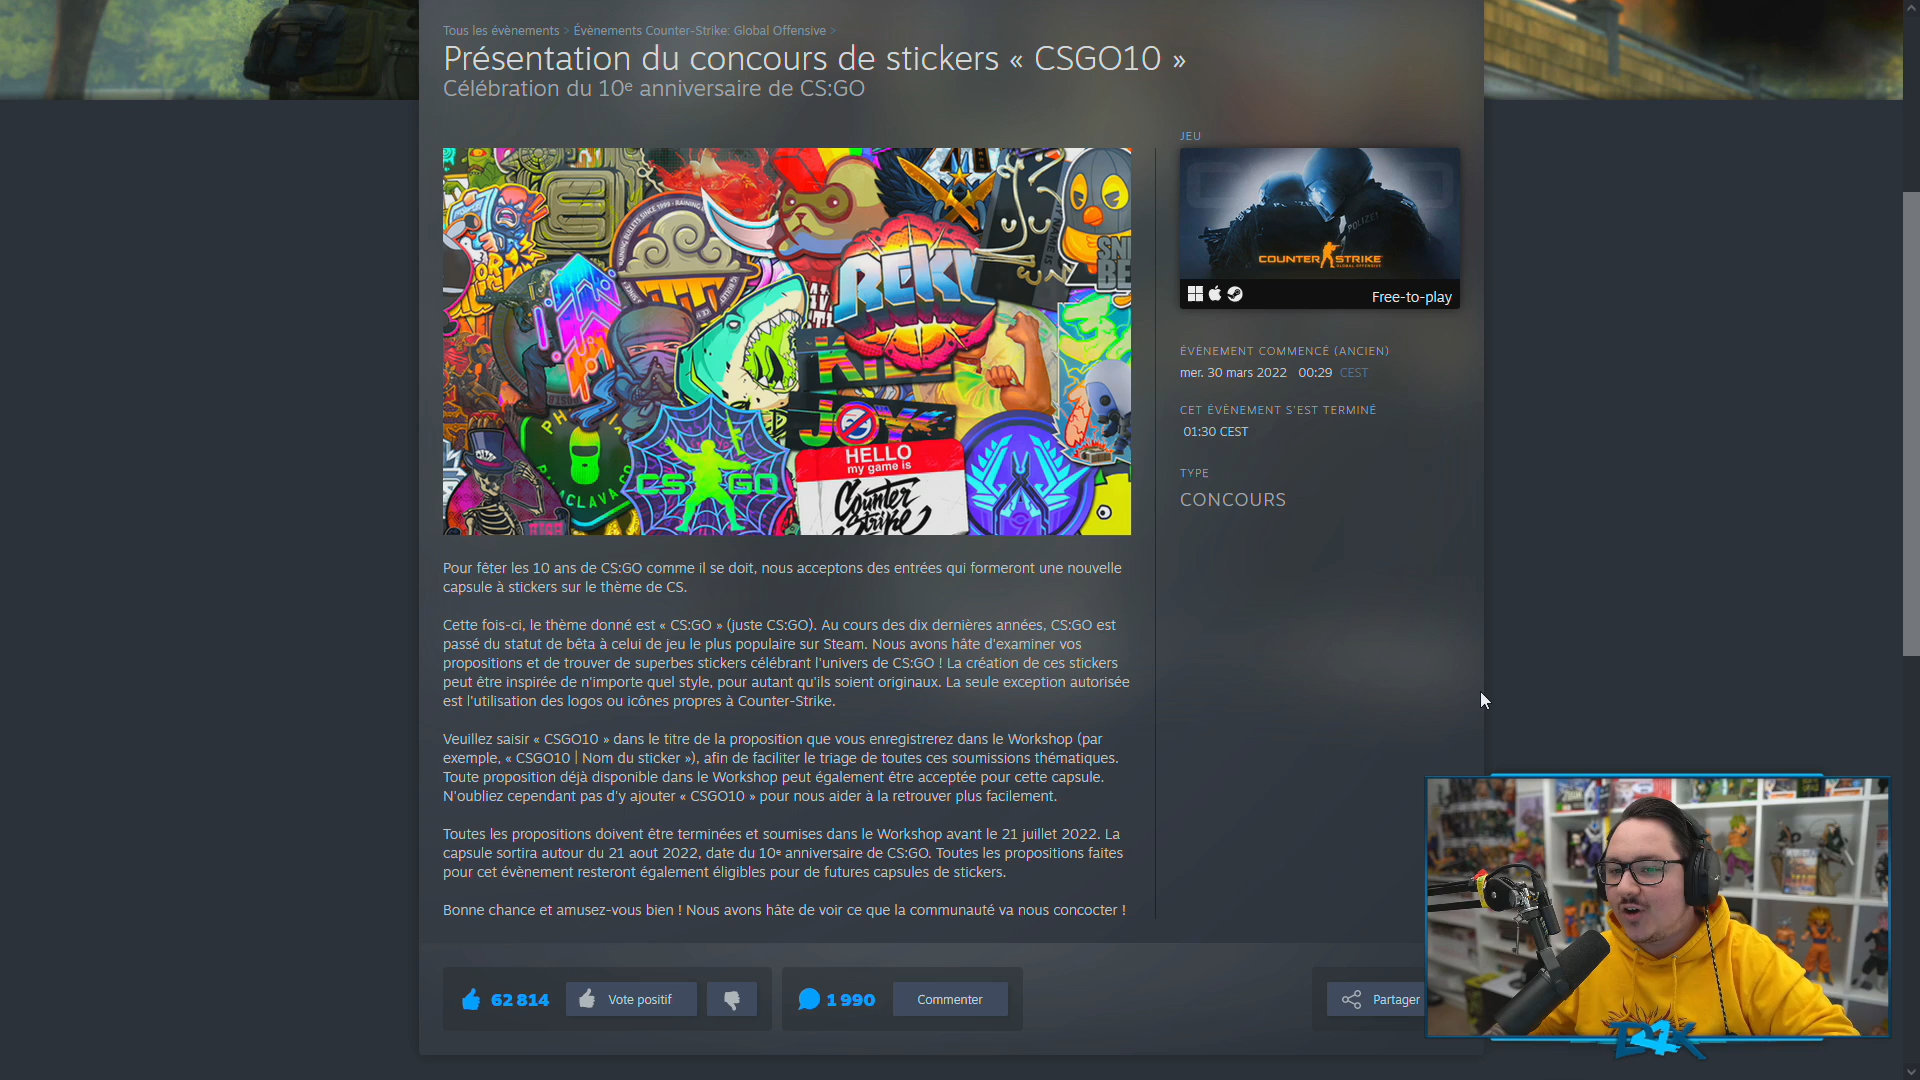 Tous les évènements > Évènements Counter-Strike: Global Offensive >
Présentation du concours de stickers « CSGO10 »
Célébration du 10e anniversaire de CS:GO
JEU
COUNTER STRIKE
GLOBAL OFFENSIVE
POLIZEI
Free-to-play
ÉVÈNEMENT COMMENCÉ (ANCIEN)
mer. 30 mars 2022 00:29 CEST
CET ÉVÈNEMENT S'EST TERMINÉ
01:30 CEST
TYPE
CONCOURS
RAINING BULLETS SINCE 1999
REKT
CS GO
HELLO
my game is
Counter
Strike
Pour fêter les 10 ans de CS:GO comme il se doit, nous acceptons des entrées qui formeront une nouvelle
capsule à stickers sur le thème de CS.
Cette fois-ci, le thème donné est « CS:GO » (juste CS:GO). Au cours des dix dernières années, CS:GO est
passé du statut de bêta à celui de jeu le plus populaire sur Steam. Nous avons hâte d'examiner vos
propositions et de trouver de superbes stickers célébrant l'univers de CS:GO ! La création de ces stickers
peut être inspirée de n'importe quel style, pour autant qu'ils soient originaux. La seule exception autorisée
est l'utilisation des logos ou icônes propres à Counter-Strike.
Veuillez saisir « CSGO10 » dans le titre de la proposition que vous enregistrerez dans le Workshop (par
exemple, « CSGO10 | Nom du sticker »), afin de faciliter le triage de toutes ces soumissions thématiques.
Toute proposition déjà disponible dans le Workshop peut également être acceptée pour cette capsule.
N'oubliez cependant pas d'y ajouter « CSGO10 » pour nous aider à la retrouver plus facilement.
Toutes les propositions doivent être terminées et soumises dans le Workshop avant le 21 juillet 2022. La
capsule sortira autour du 21 aout 2022, date du 10e anniversaire de CS:GO. Toutes les propositions faites
pour cet évènement resteront également éligibles pour de futures capsules de stickers.
Bonne chance et amusez-vous bien ! Nous avons hâte de voir ce que la communauté va nous concocter !
62 814
Vote positif
1 990
Commenter
Partager